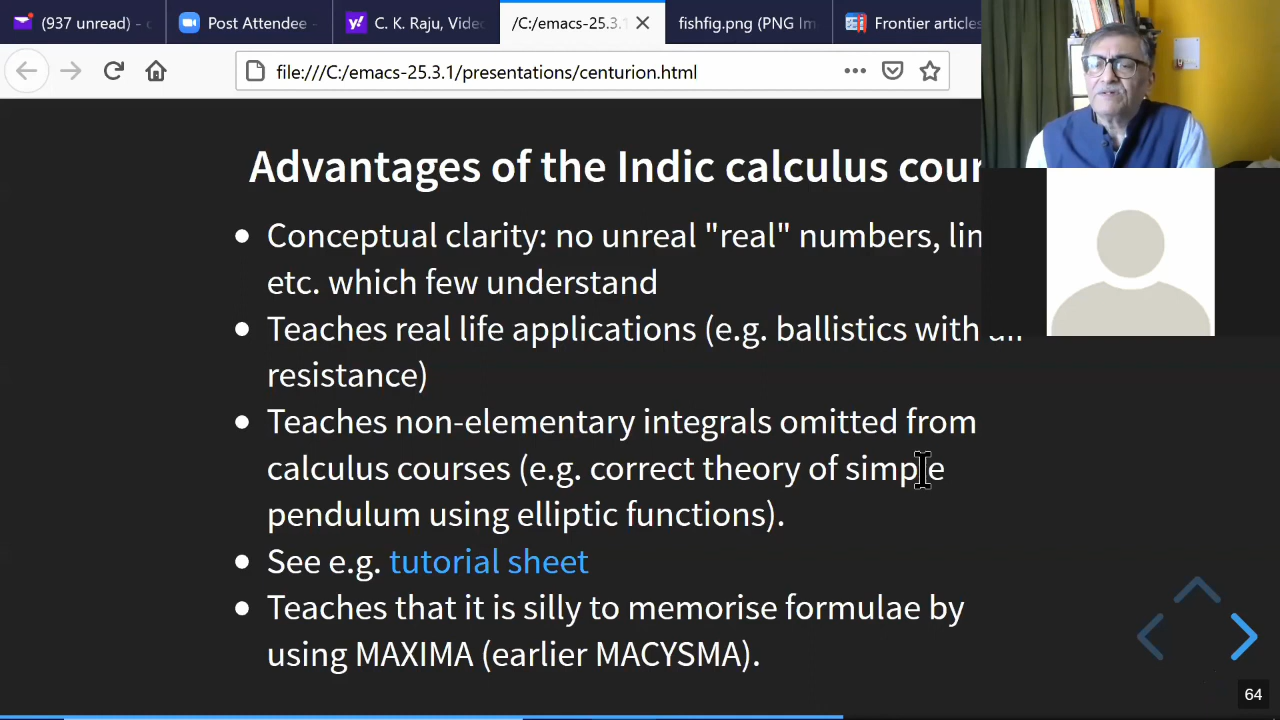 (937 unread) - c
Post Attendee -
C. K. Raju, Vide
/C:/emacs-25.3.1
fishfig.png (PNG Im
Frontier articles
file:///C:/emacs-25.3.1/presentations/centurion.html
Advantages of the Indic calculus cour
Conceptual clarity: no unreal "real" numbers, lim
etc. which few understand
Teaches real life applications (e.g. ballistics with air
resistance)
Teaches non-elementary integrals omitted from
calculus courses (e.g. correct theory of simple
pendulum using elliptic functions).
See e.g. tutorial sheet
Teaches that it is silly to memorise formulae by
using MAXIMA (earlier MACYSMA).
64